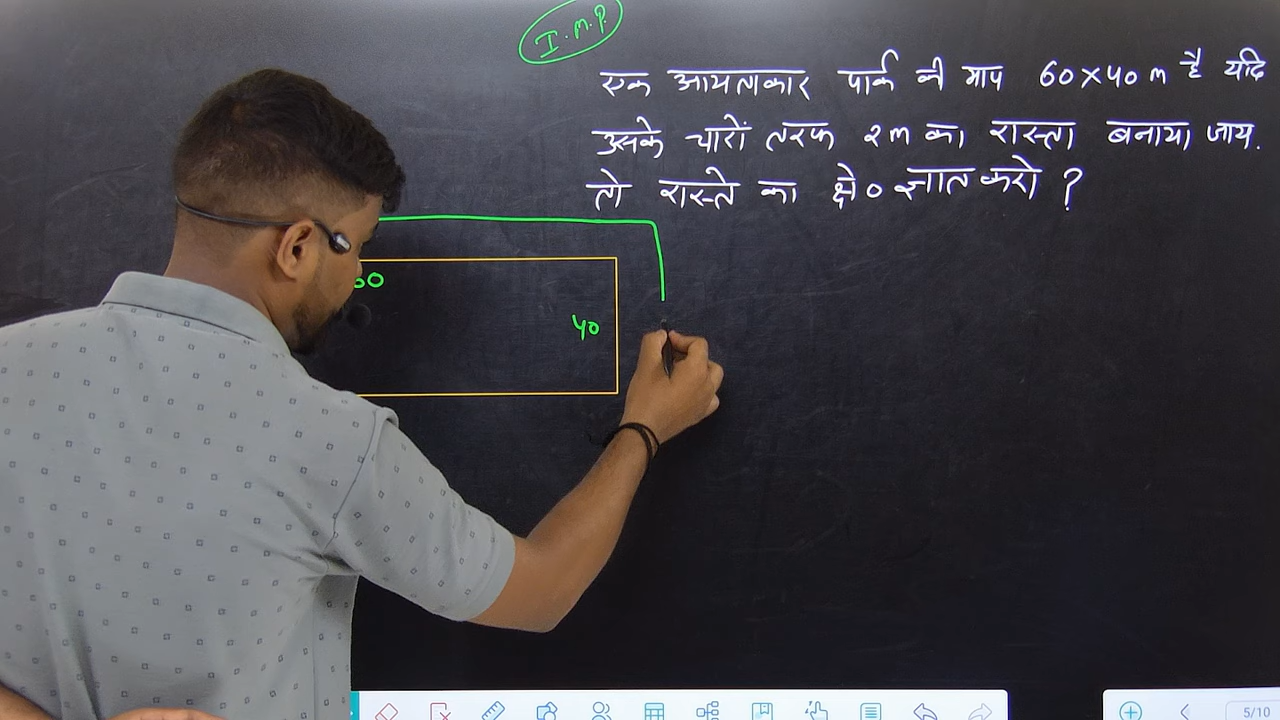 I.M.P.
एक आयताकार पार्क की माप 60×40 m है यदि
उसके चारों तरफ 2m का रास्ता बनाया जाय.
तो रास्ते का क्षे० ज्ञात करो ?
40
5/10